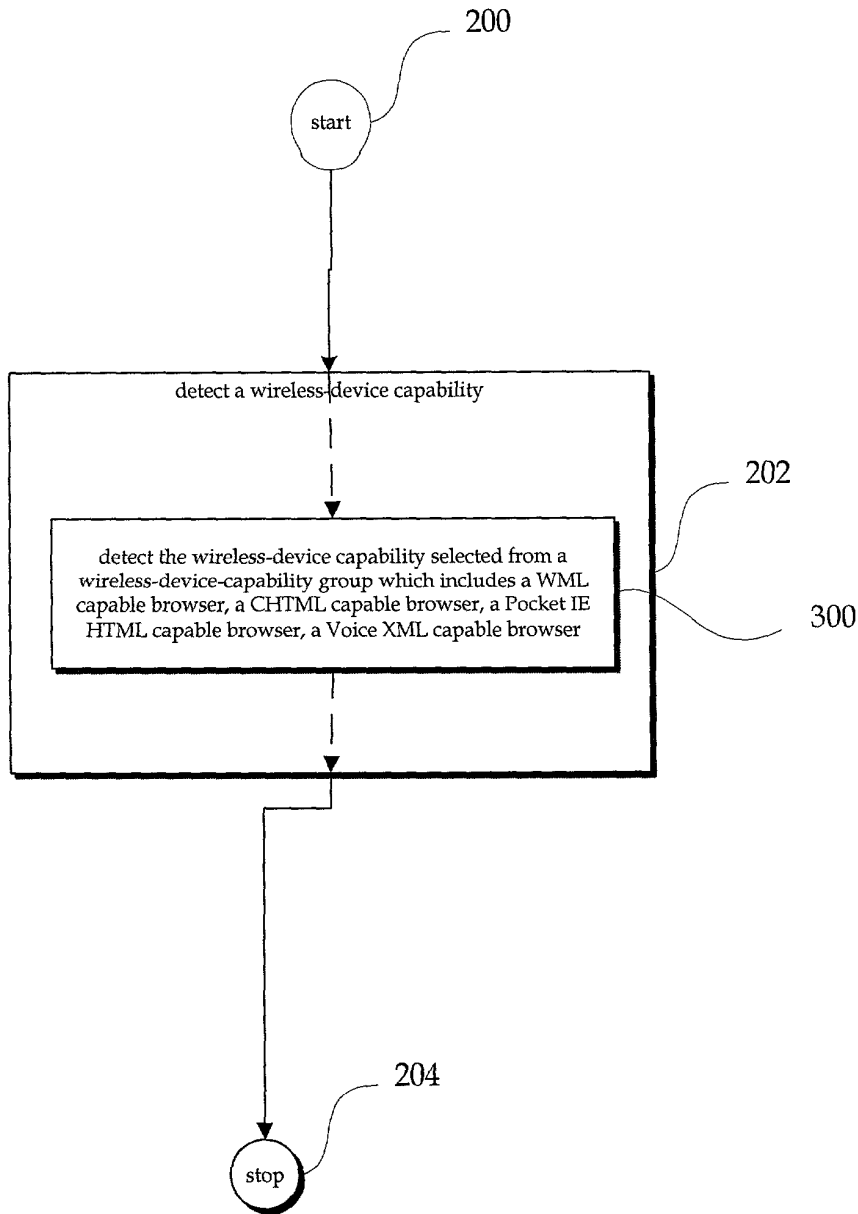 200
start
detect a wireless-device capability
202
detect the wireless-device capability selected from a
wireless-device-capability group which includes a WML
capable browser, a CHTML capable browser, a Pocket IE
HTML capable browser, a Voice XML capable browser
300
204
stop